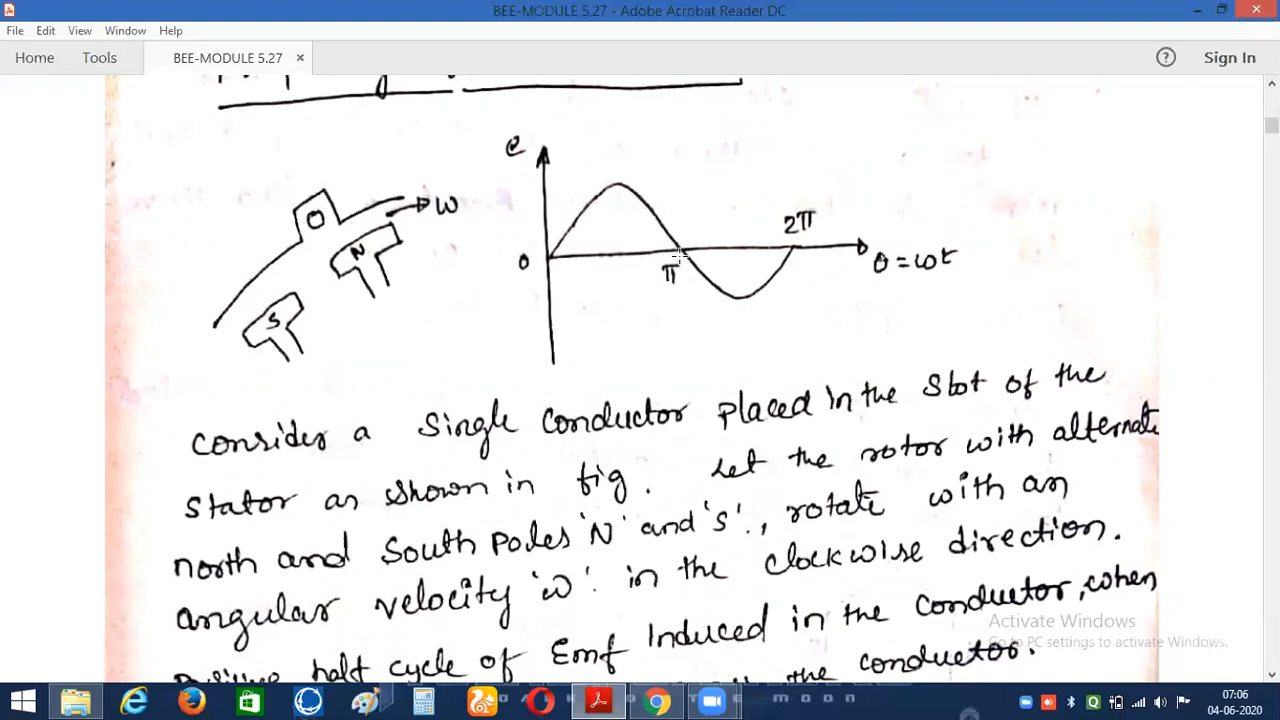 BEE-MODULE 5.27 - Adobe Acrobat Reader DC
File Edit View Window Help
Home Tools BEE-MODULE 5.27 × ? Sign In
e
O
ω
N
S
0
π
2π
θ = ωt
Consider a Single Conductor placed in the Slot of the
Stator as shown in fig. Let the rotor with alternate
north and South Poles 'N' and 'S'., rotate with an
angular velocity 'ω'. in the clockwise direction.
half cycle of Emf Induced in the conductor, when
the conductor.
Activate Windows
Go to PC settings to activate Windows.
07:06
04-06-2020